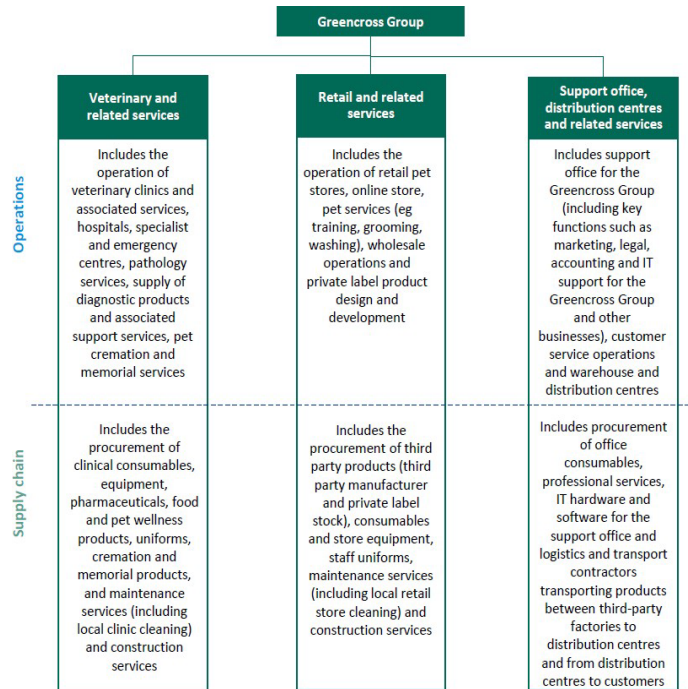 Greencross Group
Veterinary and
related services
Retail and related
services
Support office,
distribution centres
and related services
Operations
Includes the
operation of
veterinary clinics and
associated services,
hospitals, specialist
and emergency
centres, pathology
services, supply of
diagnostic products
and associated
support services, pet
cremation and
memorial services
Includes the
operation of retail pet
stores, online store,
pet services (eg
training, grooming,
washing), wholesale
operations and
private label product
design and
development
Includes support
office for the
Greencross Group
(including key
functions such as
marketing, legal,
accounting and IT
support for the
Greencross Group
and other
businesses), customer
service operations
and warehouse and
distribution centres
Supply chain
Includes the
procurement of
clinical consumables,
equipment,
pharmaceuticals, food
and pet wellness
products, uniforms,
cremation and
memorial products,
and maintenance
services (including
local clinic cleaning)
and construction
services
Includes the
procurement of third
party products (third
party manufacturer
and private label
stock), consumables
and store equipment,
staff uniforms,
maintenance services
(including local retail
store cleaning) and
construction services
Includes procurement
of office
consumables,
professional services,
IT hardware and
software for the
support office and
logistics and transport
contractors
transporting products
between third-party
factories to
distribution centres
and from distribution
centres to customers